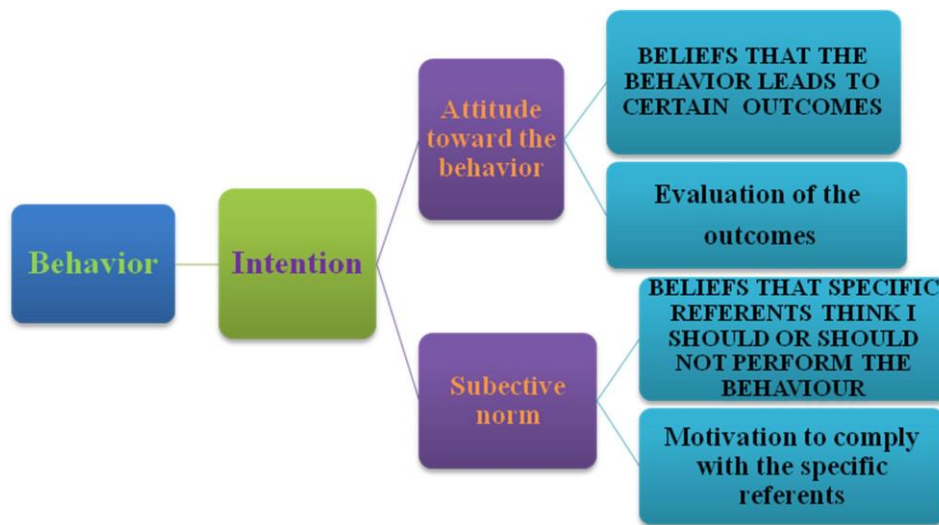 Behavior
Intention
Attitude
toward the
behavior
BELIEFS THAT THE
BEHAVIOR LEADS TO
CERTAIN OUTCOMES
Evaluation of the
outcomes
Subective
norm
BELIEFS THAT SPECIFIC
REFERENTS THINK I
SHOULD OR SHOULD
NOT PERFORM THE
BEHAVIOUR
Motivation to comply
with the specific
referents